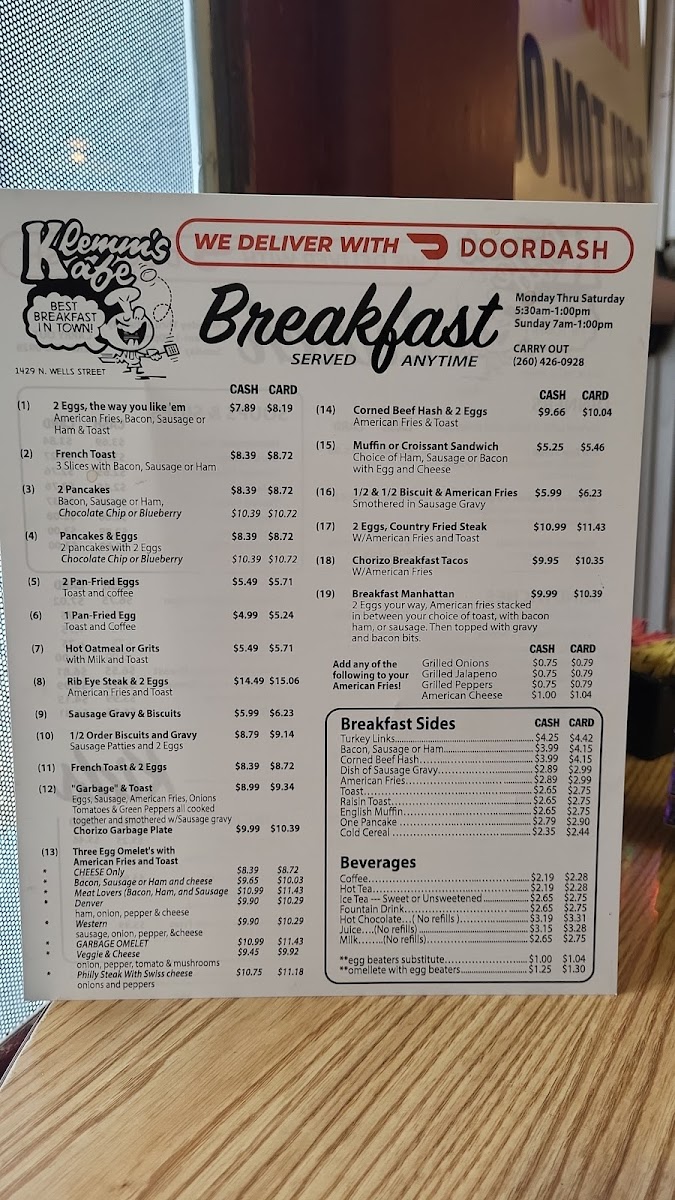 DO NOT
Klemm's
Kafe
BEST
BREAKFAST
IN TOWN!
1429 N. WELLS STREET
WE DELIVER WITH DOORDASH
Breakfast
SERVED ANYTIME
Monday Thru Saturday
5:30am-1:00pm
Sunday 7am-1:00pm
CARRY OUT
(260) 426-0928
CASH CARD
(1) 2 Eggs, the way you like 'em $7.89 $8.19
American Fries, Bacon, Sausage or
Ham & Toast
(2) French Toast $8.39 $8.72
3 Slices with Bacon, Sausage or Ham
(3) 2 Pancakes $8.39 $8.72
Bacon, Sausage or Ham,
Chocolate Chip or Blueberry $10.39 $10.72
(4) Pancakes & Eggs $8.39 $8.72
2 pancakes with 2 Eggs
Chocolate Chip or Blueberry $10.39 $10.72
(5) 2 Pan-Fried Eggs $5.49 $5.71
Toast and coffee
(6) 1 Pan-Fried Egg $4.99 $5.24
Toast and Coffee
(7) Hot Oatmeal or Grits $5.49 $5.71
with Milk and Toast
(8) Rib Eye Steak & 2 Eggs $14.49 $15.06
American Fries and Toast
(9) Sausage Gravy & Biscuits $5.99 $6.23
(10) 1/2 Order Biscuits and Gravy $8.79 $9.14
Sausage Patties and 2 Eggs
(11) French Toast & 2 Eggs $8.39 $8.72
(12) "Garbage" & Toast $8.99 $9.34
Eggs, Sausage, American Fries, Onions
Tomatoes & Green Peppers all cooked
together and smothered w/Sausage gravy
Chorizo Garbage Plate $9.99 $10.39
(13) Three Egg Omelet's with
American Fries and Toast
* CHEESE Only $8.39 $8.72
* Bacon, Sausage or Ham and cheese $9.65 $10.03
* Meat Lovers (Bacon, Ham, and Sausage $10.99 $11.43
* Denver $9.90 $10.29
ham, onion, pepper & cheese
* Western $9.90 $10.29
sausage, onion, pepper, &cheese
* GARBAGE OMELET $10.99 $11.43
* Veggie & Cheese $9.45 $9.92
onion, pepper, tomato & mushrooms
* Philly Steak With Swiss cheese $10.75 $11.18
onions and peppers
CASH CARD
(14) Corned Beef Hash & 2 Eggs $9.66 $10.04
American Fries & Toast
(15) Muffin or Croissant Sandwich $5.25 $5.46
Choice of Ham, Sausage or Bacon
with Egg and Cheese
(16) 1/2 & 1/2 Biscuit & American Fries $5.99 $6.23
Smothered in Sausage Gravy
(17) 2 Eggs, Country Fried Steak $10.99 $11.43
W/American Fries and Toast
(18) Chorizo Breakfast Tacos $9.95 $10.35
W/American Fries
(19) Breakfast Manhattan $9.99 $10.39
2 Eggs your way, American fries stacked
in between your choice of toast, with bacon
ham, or sausage. Then topped with gravy
and bacon bits.
CASH CARD
Add any of the
following to your
American Fries!
Grilled Onions $0.75 $0.79
Grilled Jalapeno $0.75 $0.79
Grilled Peppers $0.75 $0.79
American Cheese $1.00 $1.04
Breakfast Sides CASH CARD
Turkey Links $4.25 $4.42
Bacon, Sausage or Ham $3.99 $4.15
Corned Beef Hash $3.99 $4.15
Dish of Sausage Gravy $2.89 $2.99
American Fries $2.89 $2.99
Toast $2.65 $2.75
Raisin Toast $2.65 $2.75
English Muffin $2.65 $2.75
One Pancake $2.79 $2.90
Cold Cereal $2.35 $2.44
Beverages
Coffee $2.19 $2.28
Hot Tea $2.19 $2.28
Ice Tea --- Sweet or Unsweetened $2.65 $2.75
Fountain Drink $2.65 $2.75
Hot Chocolate...( No refills ) $3.19 $3.31
Juice....(No refills) $3.15 $3.28
Milk.......(No refills) $2.65 $2.75
**egg beaters substitute $1.00 $1.04
**omellete with egg beaters $1.25 $1.30